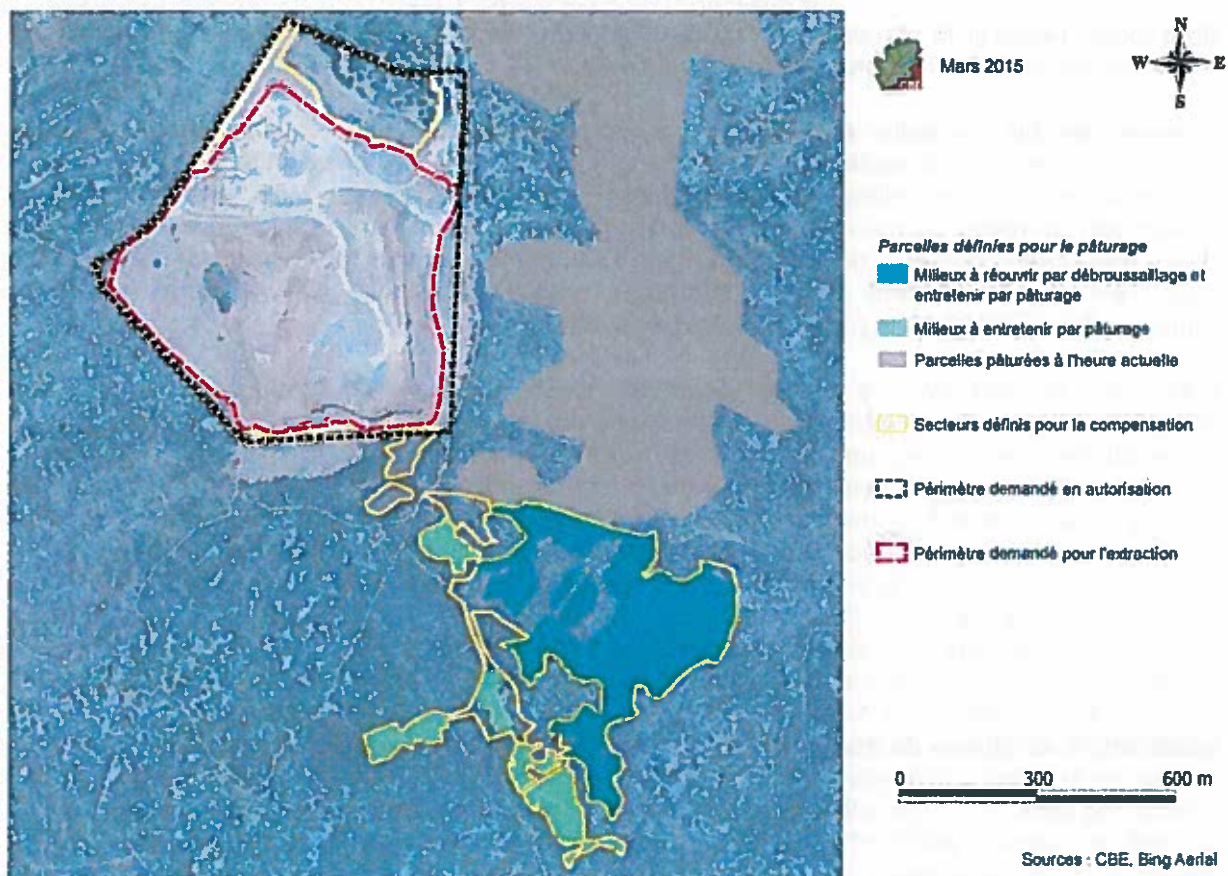 Mars 2015
N
W E
S
Parcelles définies pour le pâturage
Milieux à réouvrir par débroussaillage et
entretenir par pâturage
Milieux à entretenir par pâturage
Parcelles pâturées à l'heure actuelle
Secteurs définis pour la compensation
Périmètre demandé en autorisation
Périmètre demandé pour l'extraction
0 300 600 m
Sources : CBE, Bing Aerial